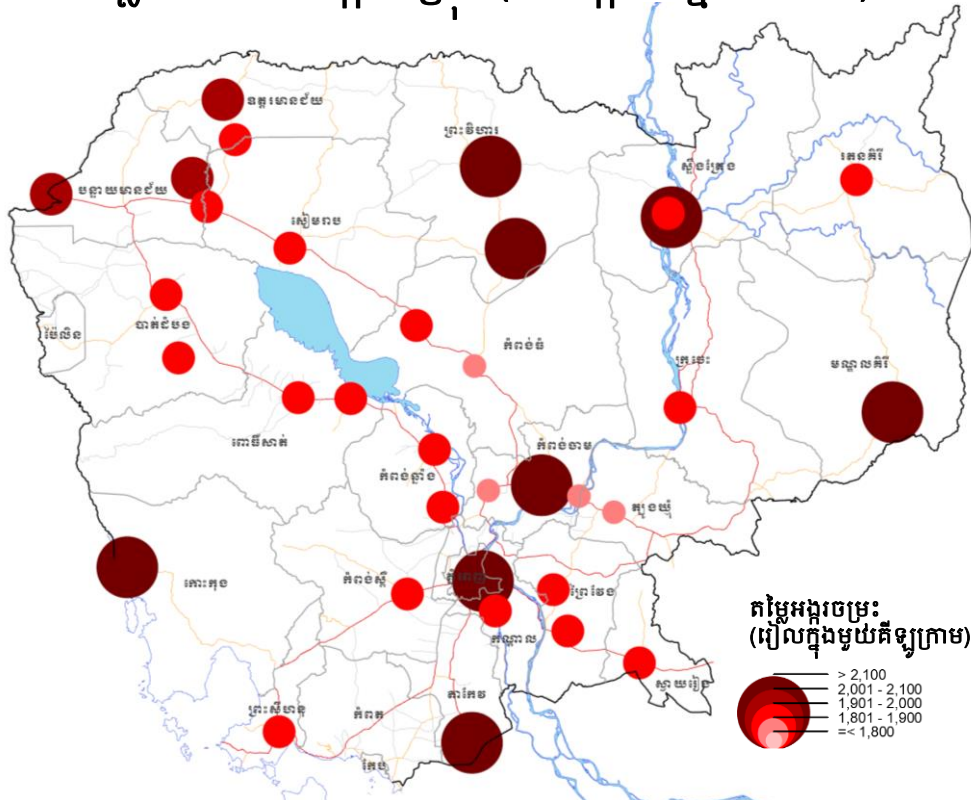 ឧត្តរមានជ័យ
ព្រះវិហារ
ស្ទឹងត្រែង
រតនគិរី
បន្ទាយមានជ័យ
សៀមរាប
បាត់ដំបង
ប៉ៃលិន
កំពង់ធំ
ក្រចេះ
មណ្ឌលគិរី
ពោធិ៍សាត់
កំពង់ចាម
កំពង់ឆ្នាំង
ត្បូងឃ្មុំ
កោះកុង
កំពង់ស្ពឺ
ភ្នំពេញ
ព្រៃវែង
កណ្តាល
តាកែវ
ស្វាយរៀង
ព្រះសីហនុ
កំពត
កែប
តម្លៃអង្ករចម្រុះ
(រៀលក្នុងមួយគីឡូក្រាម)
> 2,100
2,001 - 2,100
1,901 - 2,000
1,801 - 1,900
=< 1,800